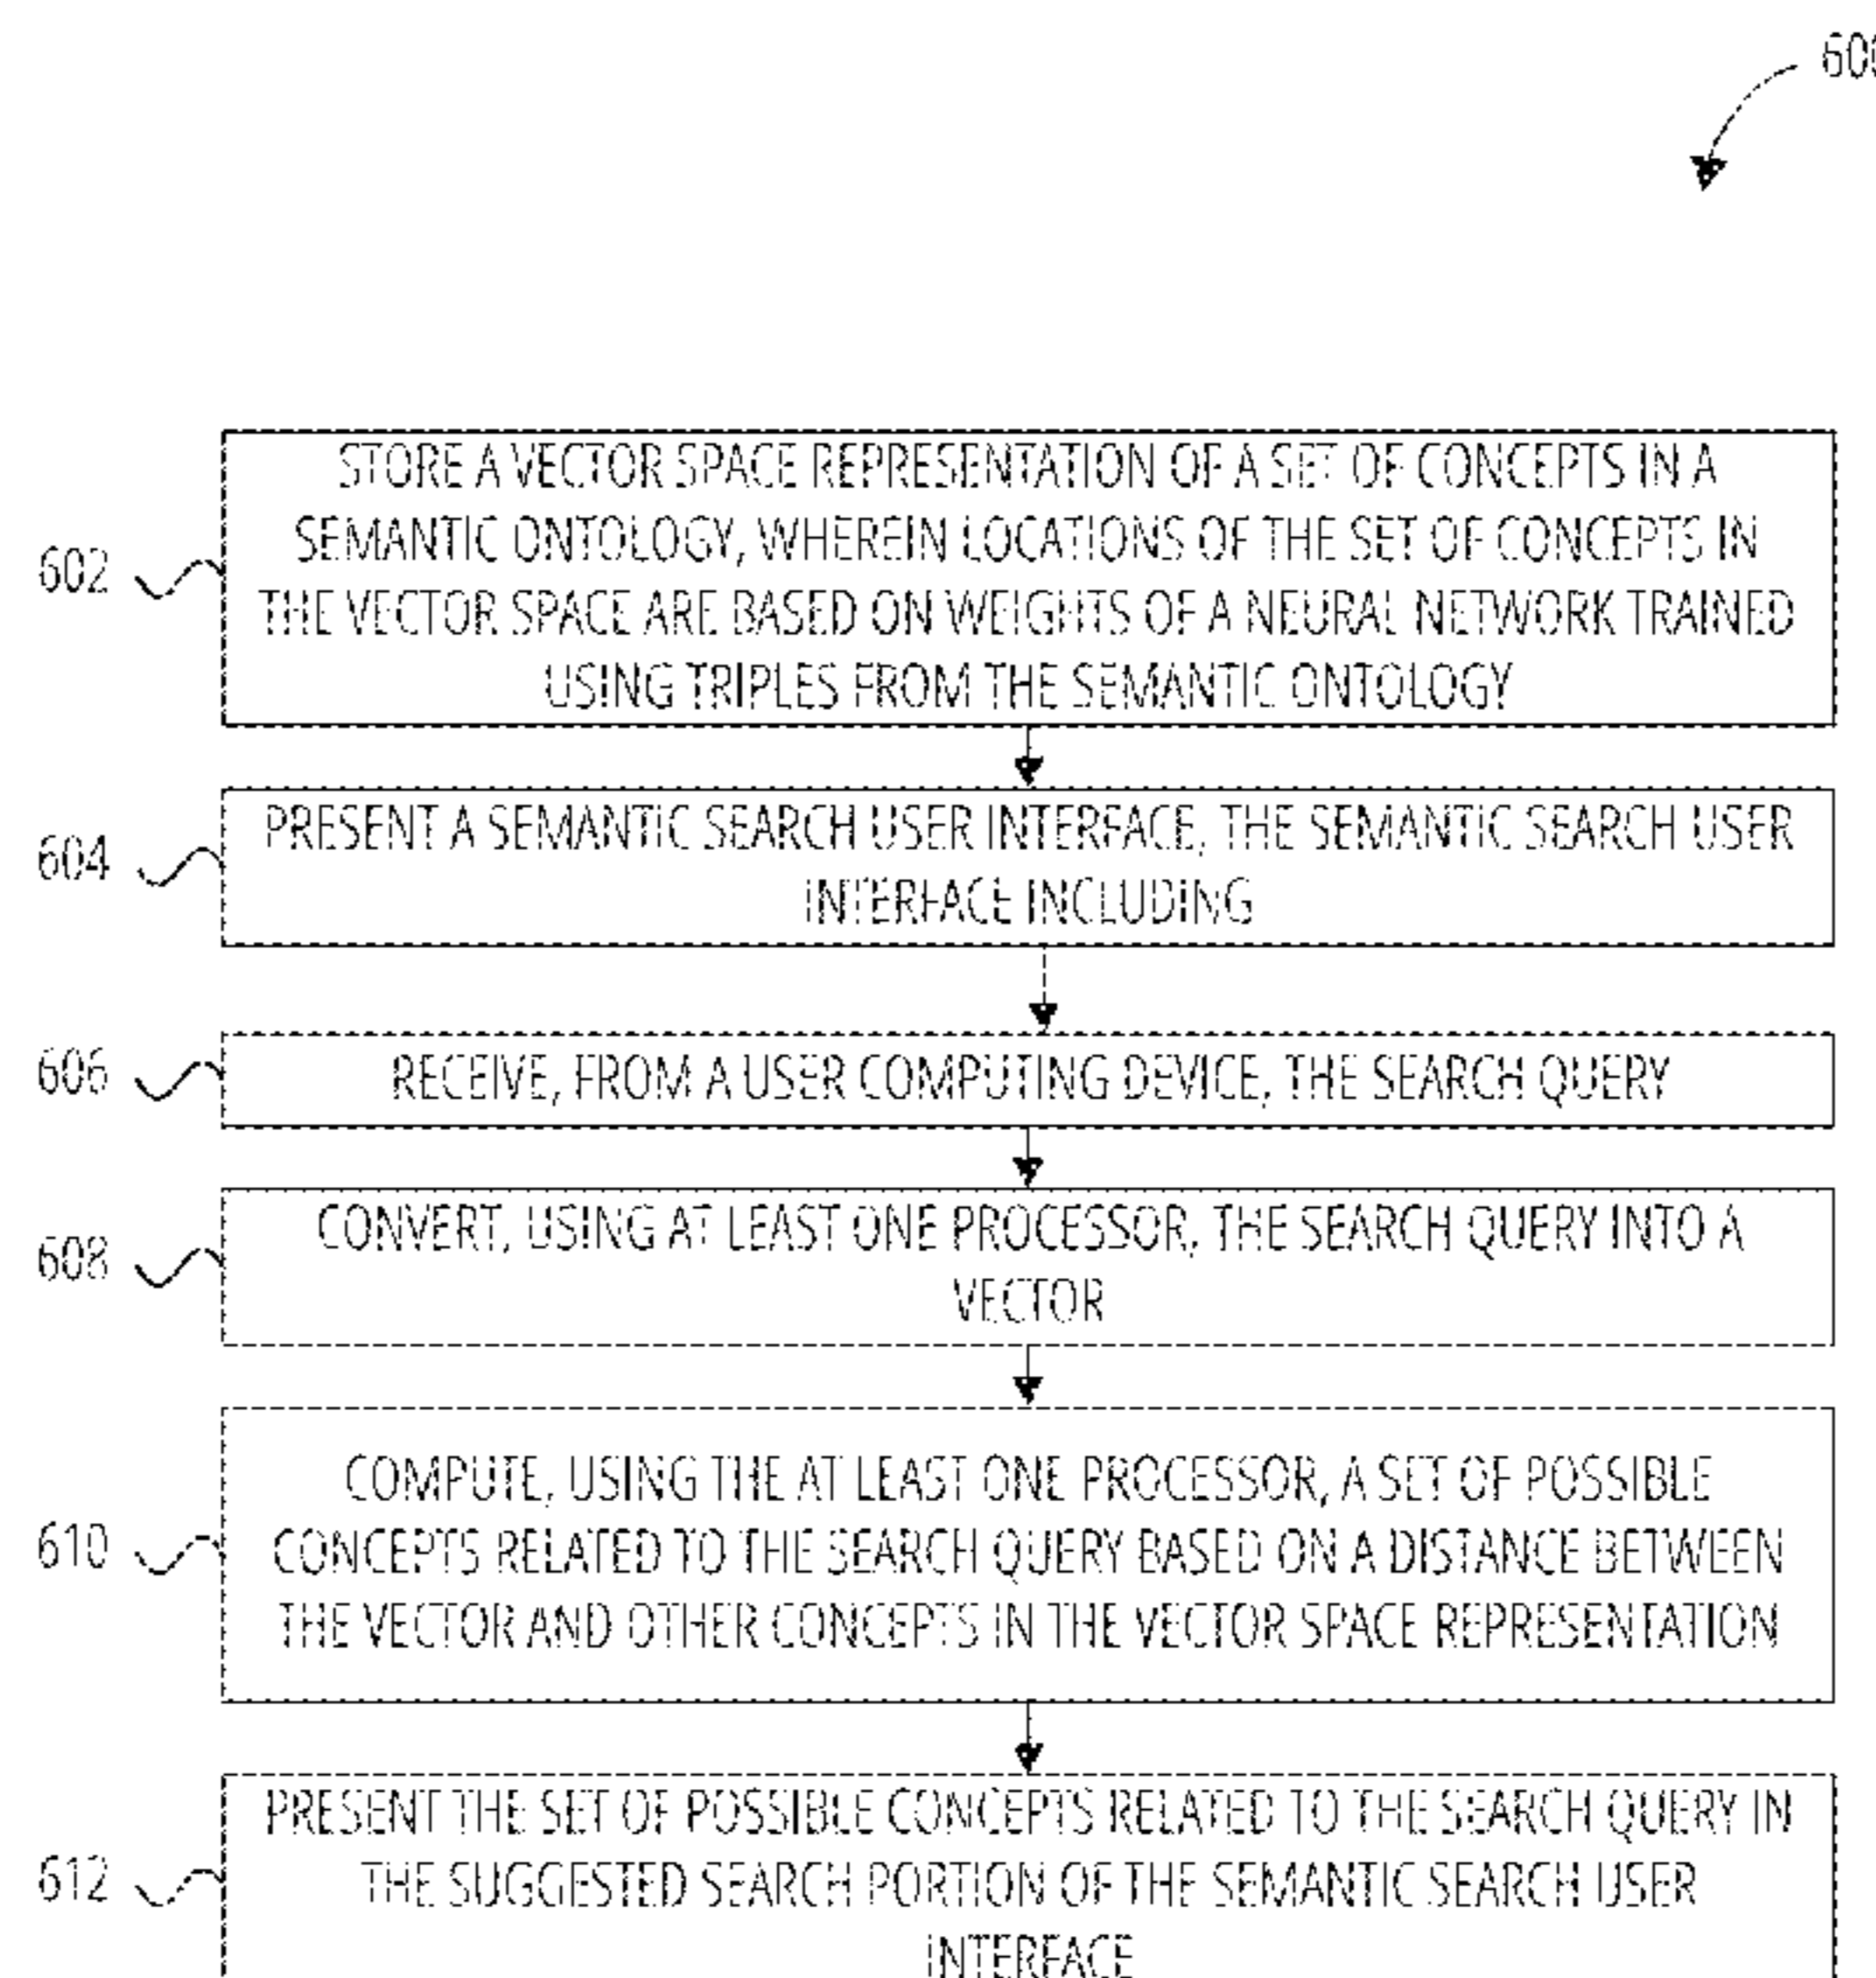 600
602
STORE A VECTOR SPACE REPRESENTATION OF A SET OF CONCEPTS IN A
SEMANTIC ONTOLOGY, WHEREIN LOCATIONS OF THE SET OF CONCEPTS IN
THE VECTOR SPACE ARE BASED ON WEIGHTS OF A NEURAL NETWORK TRAINED
USING TRIPLES FROM THE SEMANTIC ONTOLOGY
604
PRESENT A SEMANTIC SEARCH USER INTERFACE, THE SEMANTIC SEARCH USER
INTERFACE INCLUDING
606
RECEIVE, FROM A USER COMPUTING DEVICE, THE SEARCH QUERY
608
CONVERT, USING AT LEAST ONE PROCESSOR, THE SEARCH QUERY INTO A
VECTOR
610
COMPUTE, USING THE AT LEAST ONE PROCESSOR, A SET OF POSSIBLE
CONCEPTS RELATED TO THE SEARCH QUERY BASED ON A DISTANCE BETWEEN
THE VECTOR AND OTHER CONCEPTS IN THE VECTOR SPACE REPRESENTATION
612
PRESENT THE SET OF POSSIBLE CONCEPTS RELATED TO THE SEARCH QUERY IN
THE SUGGESTED SEARCH PORTION OF THE SEMANTIC SEARCH USER
INTERFACE